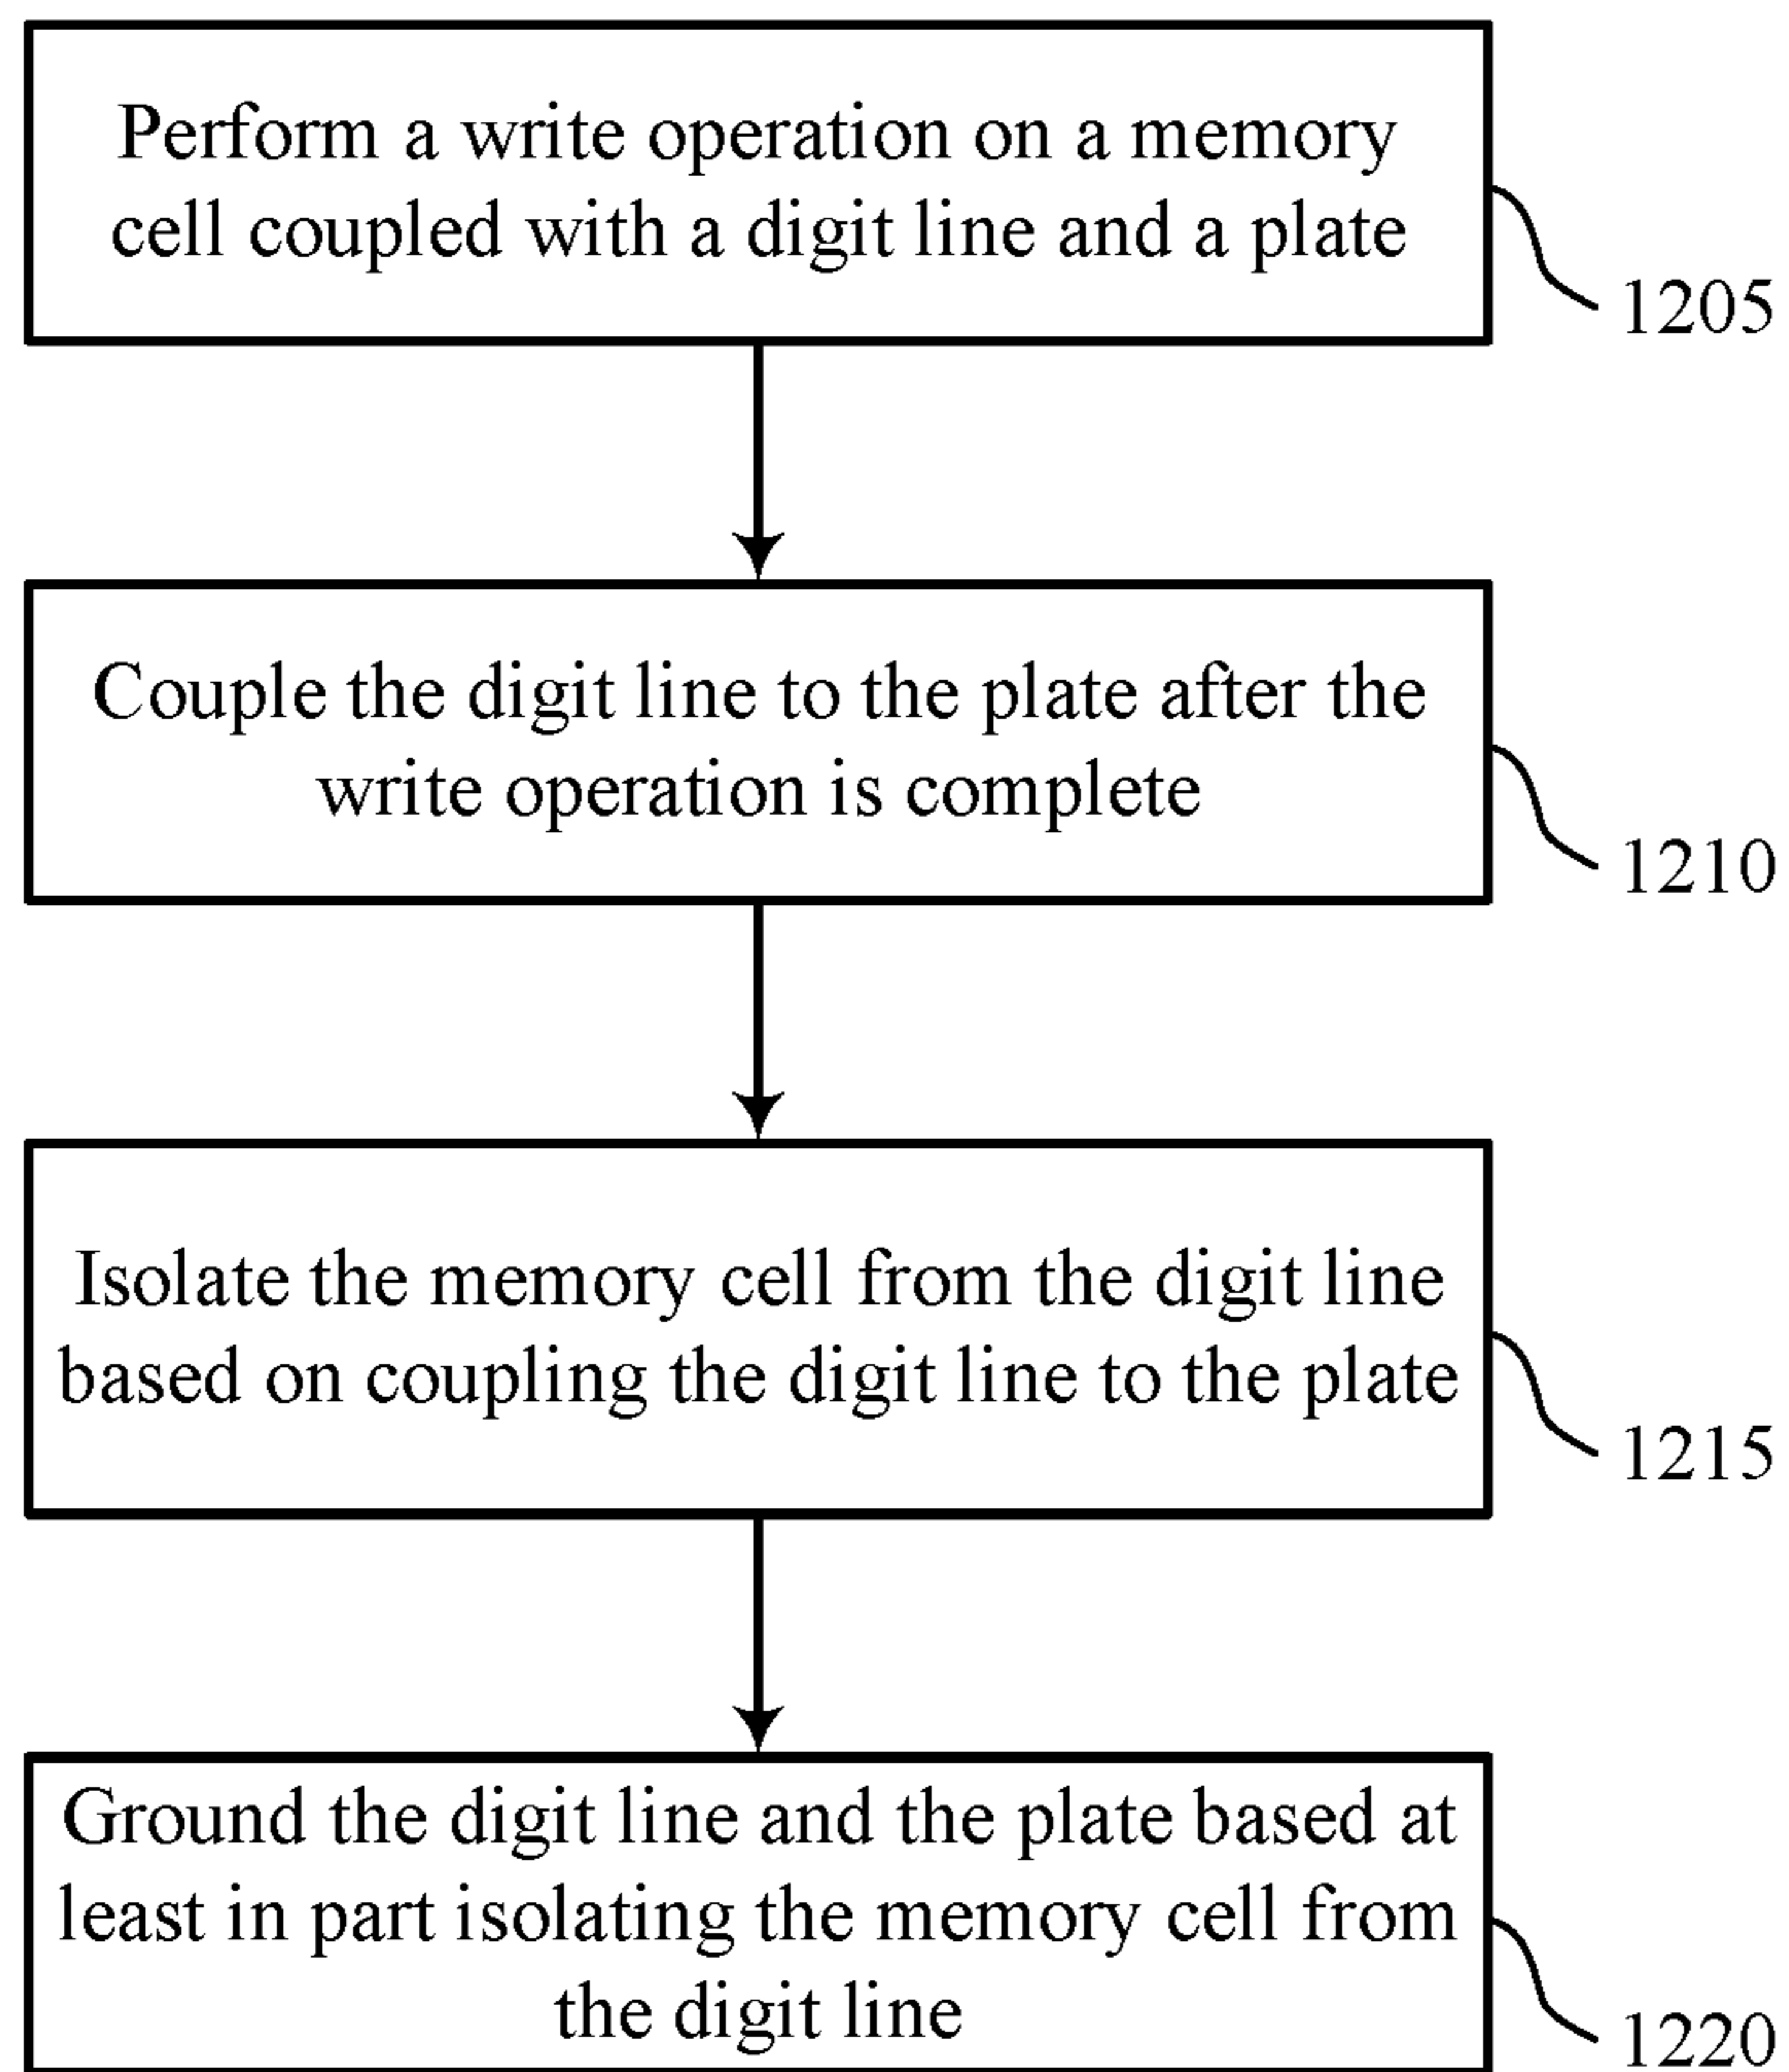 Perform a write operation on a memory
cell coupled with a digit line and a plate
1205
Couple the digit line to the plate after the
write operation is complete
1210
Isolate the memory cell from the digit line
based on coupling the digit line to the plate
1215
Ground the digit line and the plate based at
least in part isolating the memory cell from
the digit line
1220